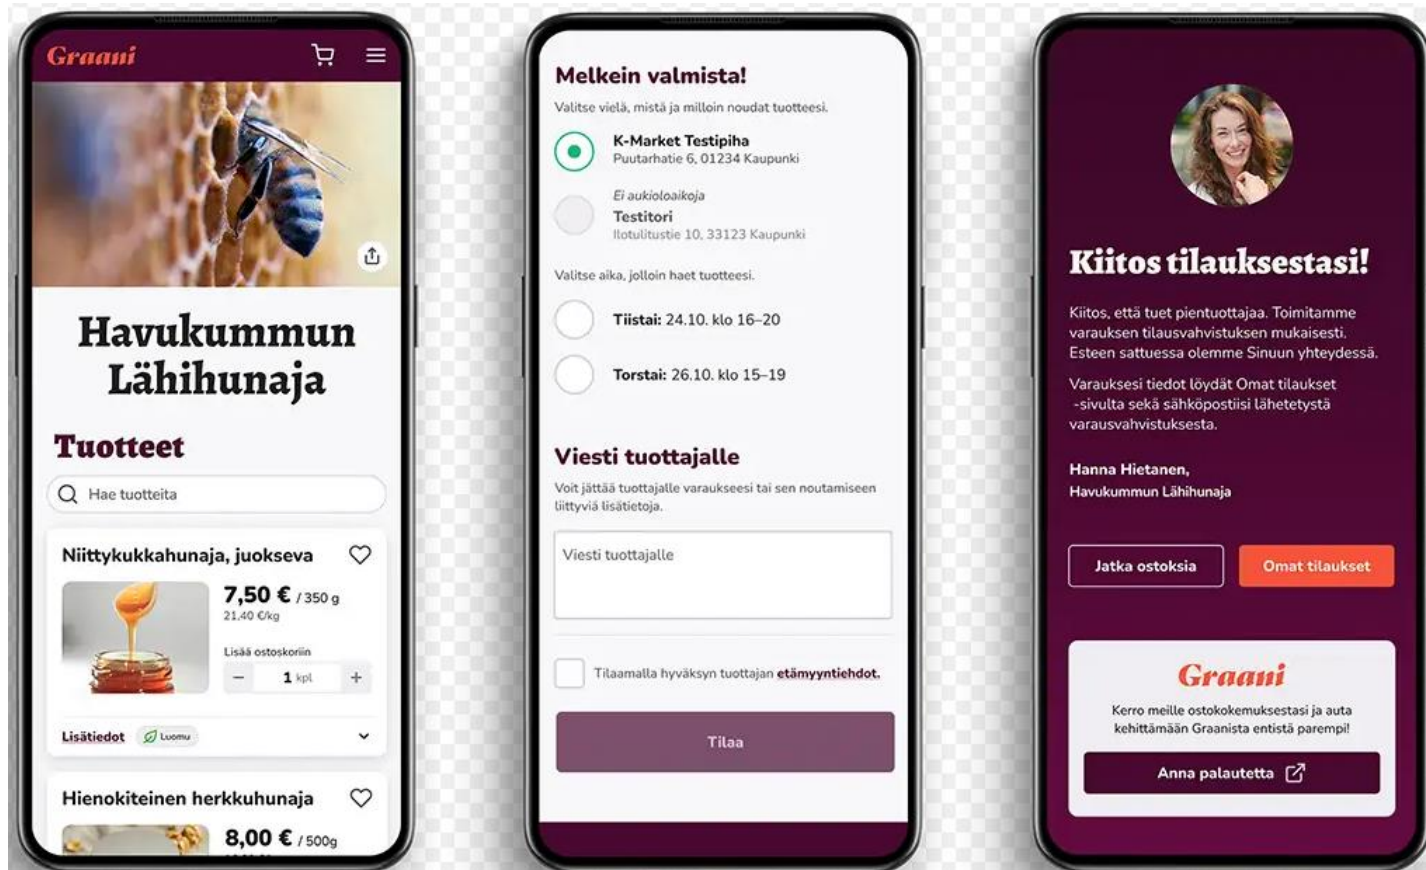 Graani
Havukummun
Lähihunaja
Tuotteet
Hae tuotteita
Niittykukkahunaja, juokseva
7,50 € / 350 g
21,40 €/kg
Lisää ostoskoriin
− 1 kpl +
Lisätiedot Luomu
Hienokiteinen herkkuhunaja
8,00 € / 500g
Melkein valmista!
Valitse vielä, mistä ja milloin noudat tuotteesi.
K-Market Testipiha
Puutarhatie 6, 01234 Kaupunki
Ei aukioloaikoja
Testitori
Ilotulitustie 10, 33123 Kaupunki
Valitse aika, jolloin haet tuotteesi.
Tiistai: 24.10. klo 16–20
Torstai: 26.10. klo 15–19
Viesti tuottajalle
Voit jättää tuottajalle varaukseesi tai sen noutamiseen
liittyviä lisätietoja.
Viesti tuottajalle
Tilaamalla hyväksyn tuottajan etämyyntiehdot.
Tilaa
Kiitos tilauksestasi!
Kiitos, että tuet pientuottajaa. Toimitamme
varauksen tilausvahvistuksen mukaisesti.
Esteen sattuessa olemme Sinuun yhteydessä.
Varauksesi tiedot löydät Omat tilaukset
-sivulta sekä sähköpostiisi lähetetystä
varausvahvistuksesta.
Hanna Hietanen,
Havukummun Lähihunaja
Jatka ostoksia
Omat tilaukset
Graani
Kerro meille ostokokemuksestasi ja auta
kehittämään Graanista entistä parempi!
Anna palautetta